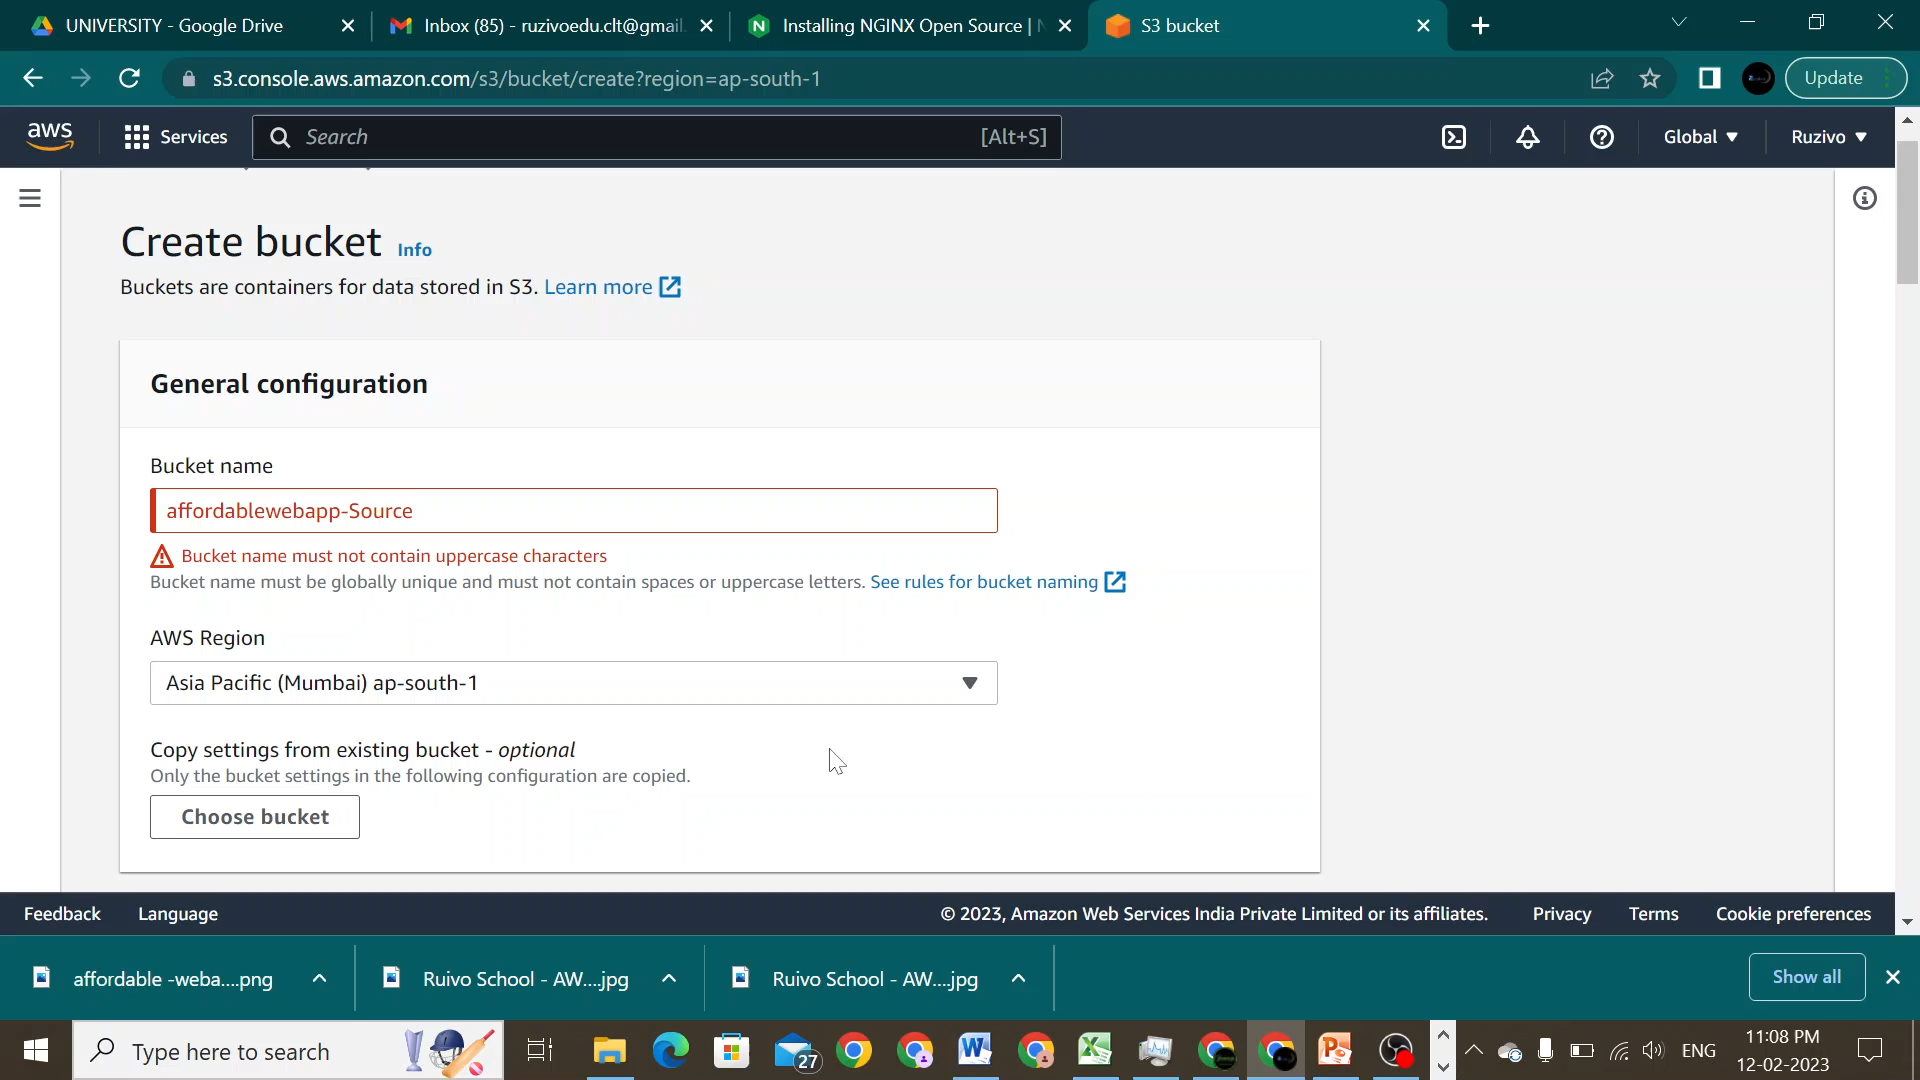 UNIVERSITY - Google Drive
Inbox (85) - ruzivoedu.clt@gmail.
Installing NGINX Open Source | N
S3 bucket
s3.console.aws.amazon.com/s3/bucket/create?region=ap-south-1
Update
aws
Services
Search
[Alt+S]
Global
Ruzivo
Create bucket Info
Buckets are containers for data stored in S3. Learn more
General configuration
Bucket name
affordablewebapp-Source
Bucket name must not contain uppercase characters
Bucket name must be globally unique and must not contain spaces or uppercase letters. See rules for bucket naming
AWS Region
Asia Pacific (Mumbai) ap-south-1
Copy settings from existing bucket - optional
Only the bucket settings in the following configuration are copied.
Choose bucket
Feedback
Language
© 2023, Amazon Web Services India Private Limited or its affiliates.
Privacy
Terms
Cookie preferences
affordable -weba....png
Ruivo School - AW....jpg
Ruivo School - AW....jpg
Show all
Type here to search
27
ENG
11:08 PM
12-02-2023